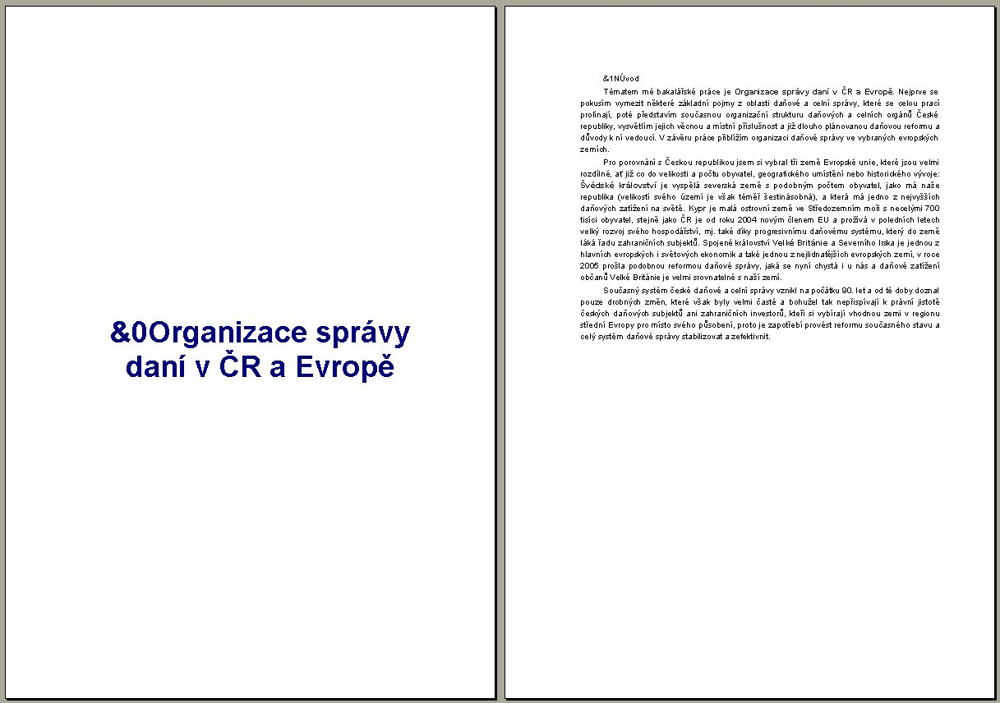 &0Organizace správy
daní v ČR a Evropě
&1NÚvod
Tématem mé bakalářské práce je Organizace správy daní v ČR a Evropě. Nejprve se
pokusím vymezit některé základní pojmy z oblasti daňové a celní správy, které se celou prací
prolínají, poté představím současnou organizační strukturu daňových a celních orgánů České
republiky, vysvětlím jejich věcnou a místní příslušnost a již dlouho plánovanou daňovou reformu a
důvody k ní vedoucí. V závěru práce přiblížím organizaci daňové správy ve vybraných evropských
zemích.
Pro porovnání s Českou republikou jsem si vybral tři země Evropské unie, které jsou velmi
rozdílné, ať již co do velikosti a počtu obyvatel, geografického umístění nebo historického vývoje:
Švédské království je vyspělá severská země s podobným počtem obyvatel, jako má naše
republika (velikostí svého území je však téměř šestinásobná), a která má jedno z nejvyšších
daňových zatížení na světě. Kypr je malá ostrovní země ve Středozemním moři s necelými 700
tisíci obyvatel, stejně jako ČR je od roku 2004 novým členem EU a prožívá v poledních letech
velký rozvoj svého hospodářství, mj. také díky progresivnímu daňovému systému, který do země
láká řadu zahraničních subjektů. Spojené království Velké Británie a Severního Irska je jednou z
hlavních evropských i světových ekonomik a také jednou z nejlidnatějších evropských zemí, v roce
2005 prošla podobnou reformou daňové správy, jaká se nyní chystá i u nás a daňové zatížení
občanů Velké Británie je velmi srovnatelné s naší zemí.
Současný systém české daňové a celní správy vznikl na počátku 90. let a od té doby doznal
pouze drobných změn, které však byly velmi časté a bohužel tak nepřispívají k právní jistotě
českých daňových subjektů ani zahraničních investorů, kteří si vybírají vhodnou zemi v regionu
střední Evropy pro místo svého působení, proto je zapotřebí provést reformu současného stavu a
celý systém daňové správy stabilizovat a zefektivnit.